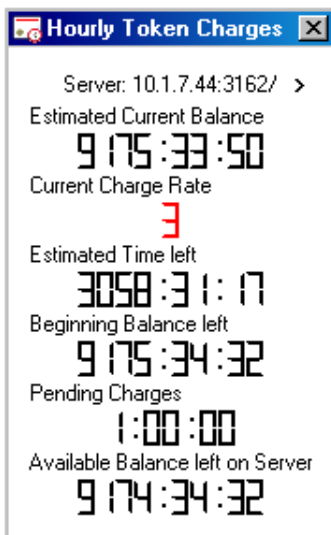 Hourly Token Charges
Server: 10.1.7.44:3162/ >
Estimated Current Balance
9175:33:50
Current Charge Rate
3
Estimated Time left
3058:31:17
Beginning Balance left
9175:34:32
Pending Charges
1:00:00
Available Balance left on Server
9174:34:32